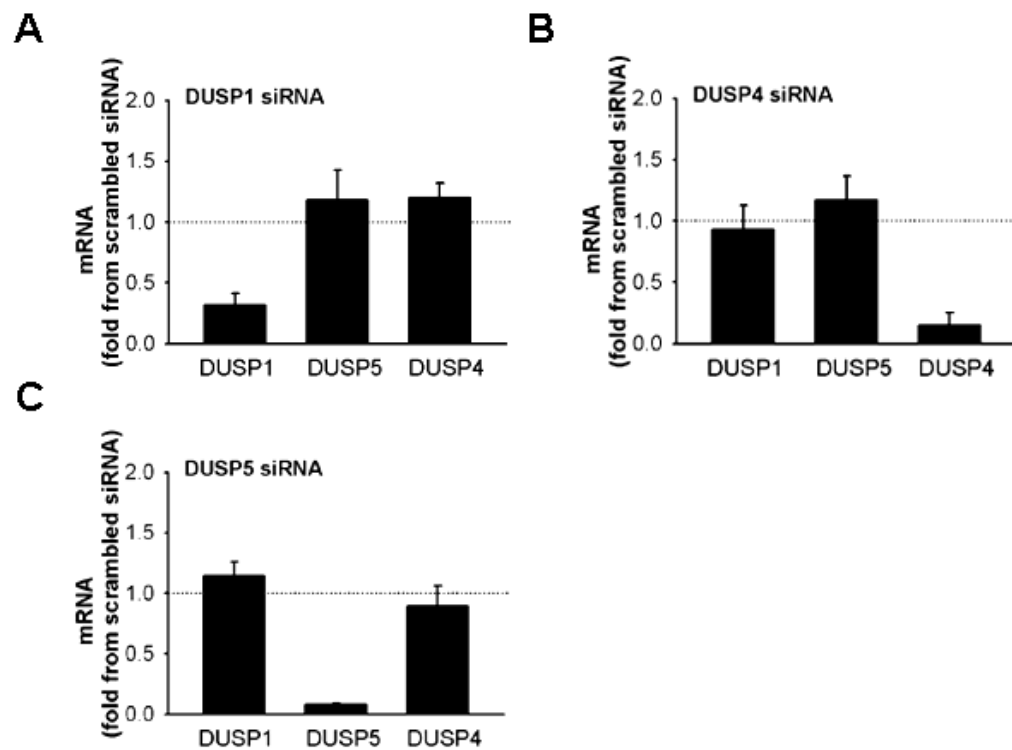 A
DUSP1 siRNA
mRNA
(fold from scrambled siRNA)
2.0
1.5
1.0
0.5
0.0
DUSP1 DUSP5 DUSP4
B
DUSP4 siRNA
mRNA
(fold from scrambled siRNA)
2.0
1.5
1.0
0.5
0.0
DUSP1 DUSP5 DUSP4
C
DUSP5 siRNA
mRNA
(fold from scrambled siRNA)
2.0
1.5
1.0
0.5
0.0
DUSP1 DUSP5 DUSP4